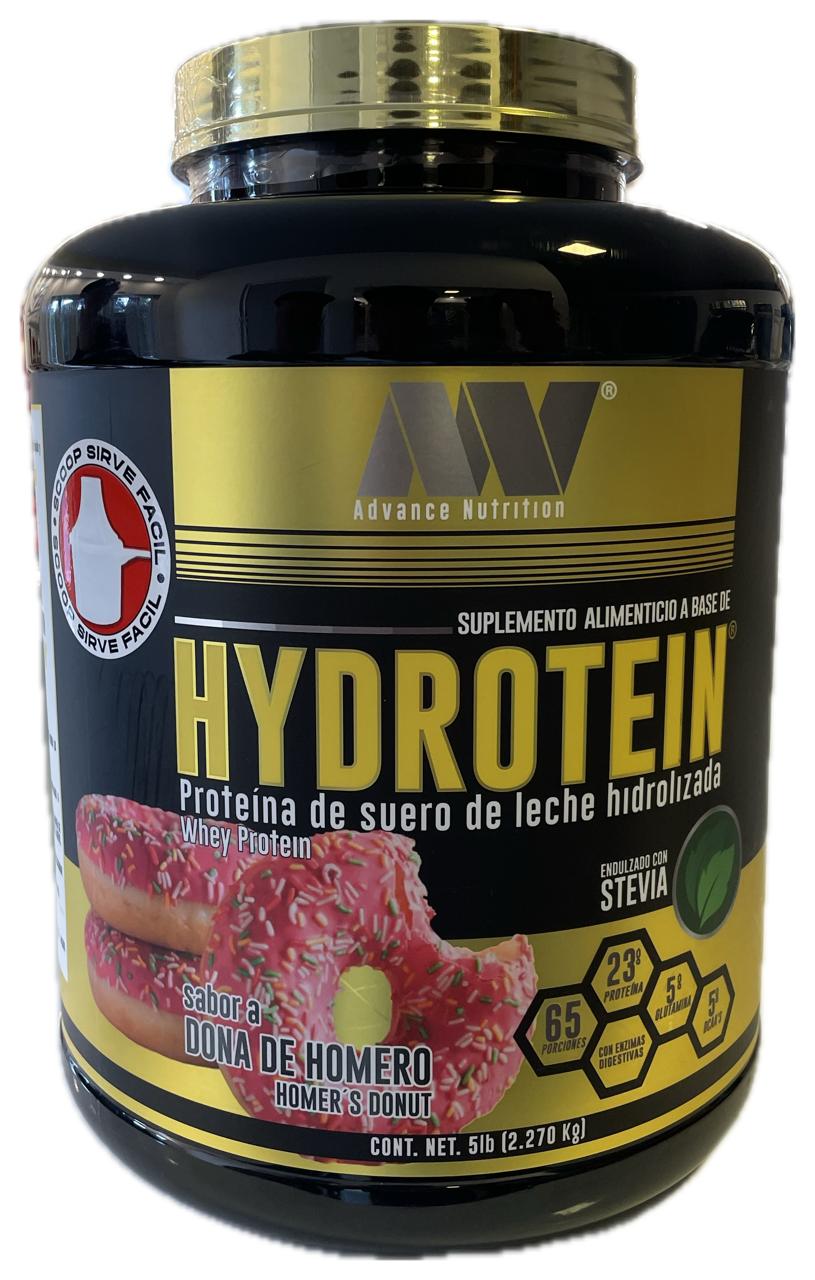 AN®
Advance Nutrition
SCOOP SIRVE FACIL • SCOOP SIRVE FACIL •
SUPLEMENTO ALIMENTICIO A BASE DE
HYDROTEIN®
Proteína de suero de leche hidrolizada
Whey Protein
ENDULZADO CON
STEVIA
23g
PROTEÍNA
5g
GLUTAMINA
5g
BCAA'S
65
PORCIONES
CON ENZIMAS
DIGESTIVAS
sabor a
DONA DE HOMERO
HOMER´S DONUT
CONT. NET. 5lb (2.270 Kg)